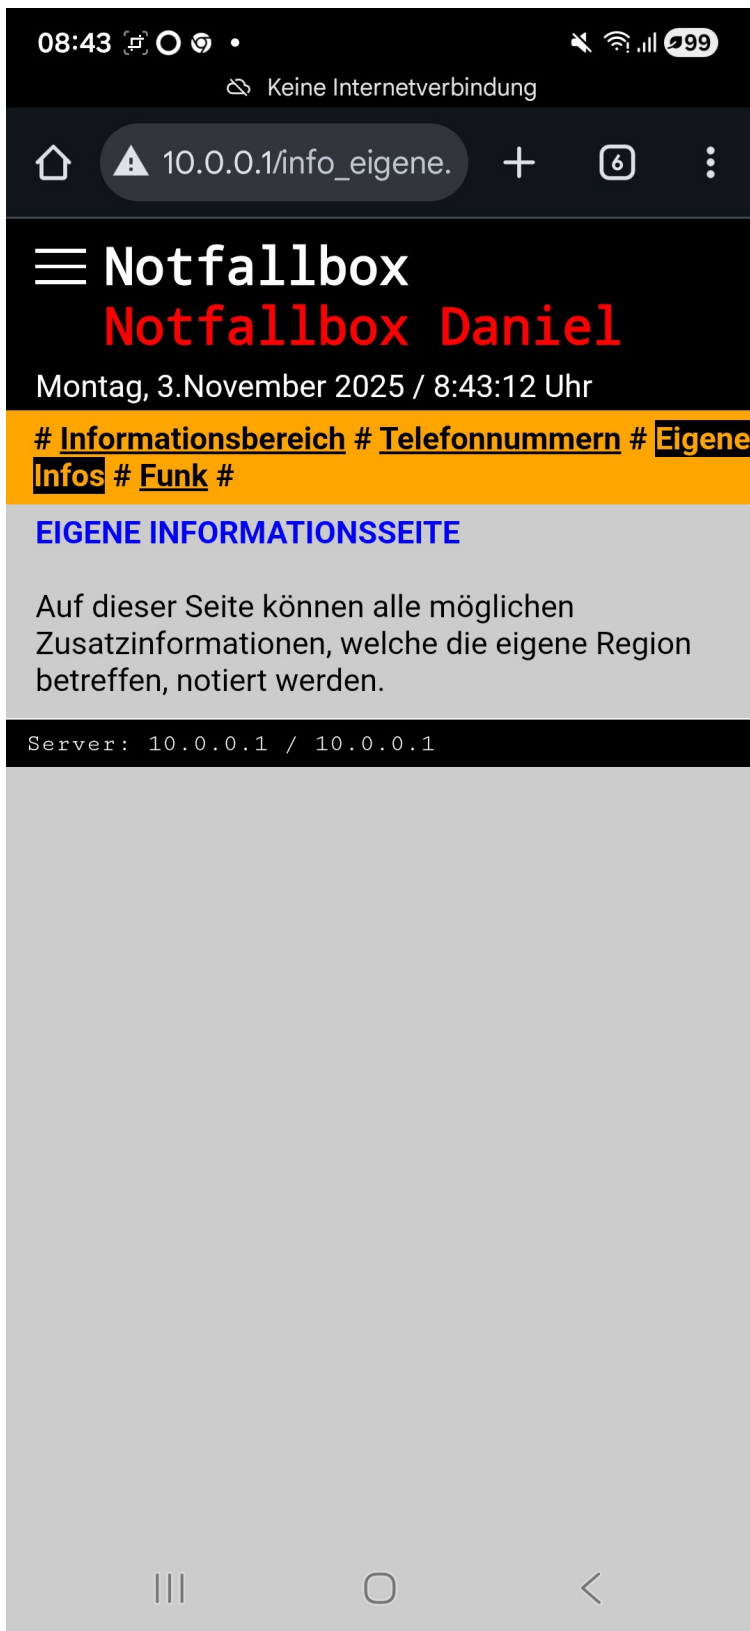 08:43
99
Keine Internetverbindung
10.0.0.1/info_eigene.
6
Notfallbox
Notfallbox Daniel
Montag, 3.November 2025 / 8:43:12 Uhr
# Informationsbereich # Telefonnummern # Eigene
Infos # Funk #
EIGENE INFORMATIONSSEITE
Auf dieser Seite können alle möglichen
Zusatzinformationen, welche die eigene Region
betreffen, notiert werden.
Server: 10.0.0.1 / 10.0.0.1